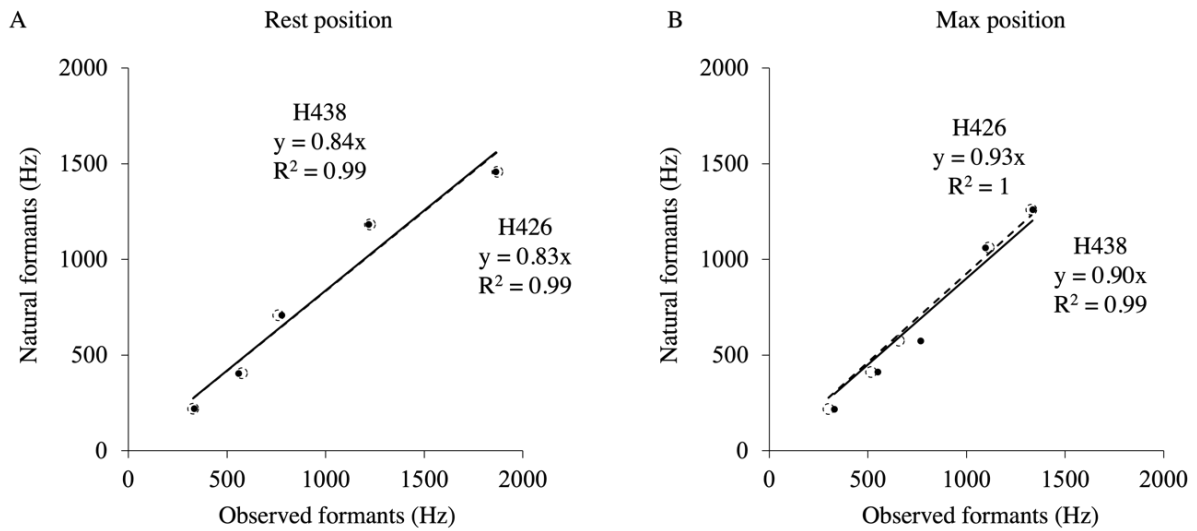 A
Rest position
2000
1500
1000
500
0
Natural formants (Hz)
H438
y = 0.84x
R² = 0.99
H426
y = 0.83x
R² = 0.99
0
500
1000
1500
2000
Observed formants (Hz)
B
Max position
2000
1500
1000
500
0
Natural formants (Hz)
H426
y = 0.93x
R² = 1
H438
y = 0.90x
R² = 0.99
0
500
1000
1500
2000
Observed formants (Hz)